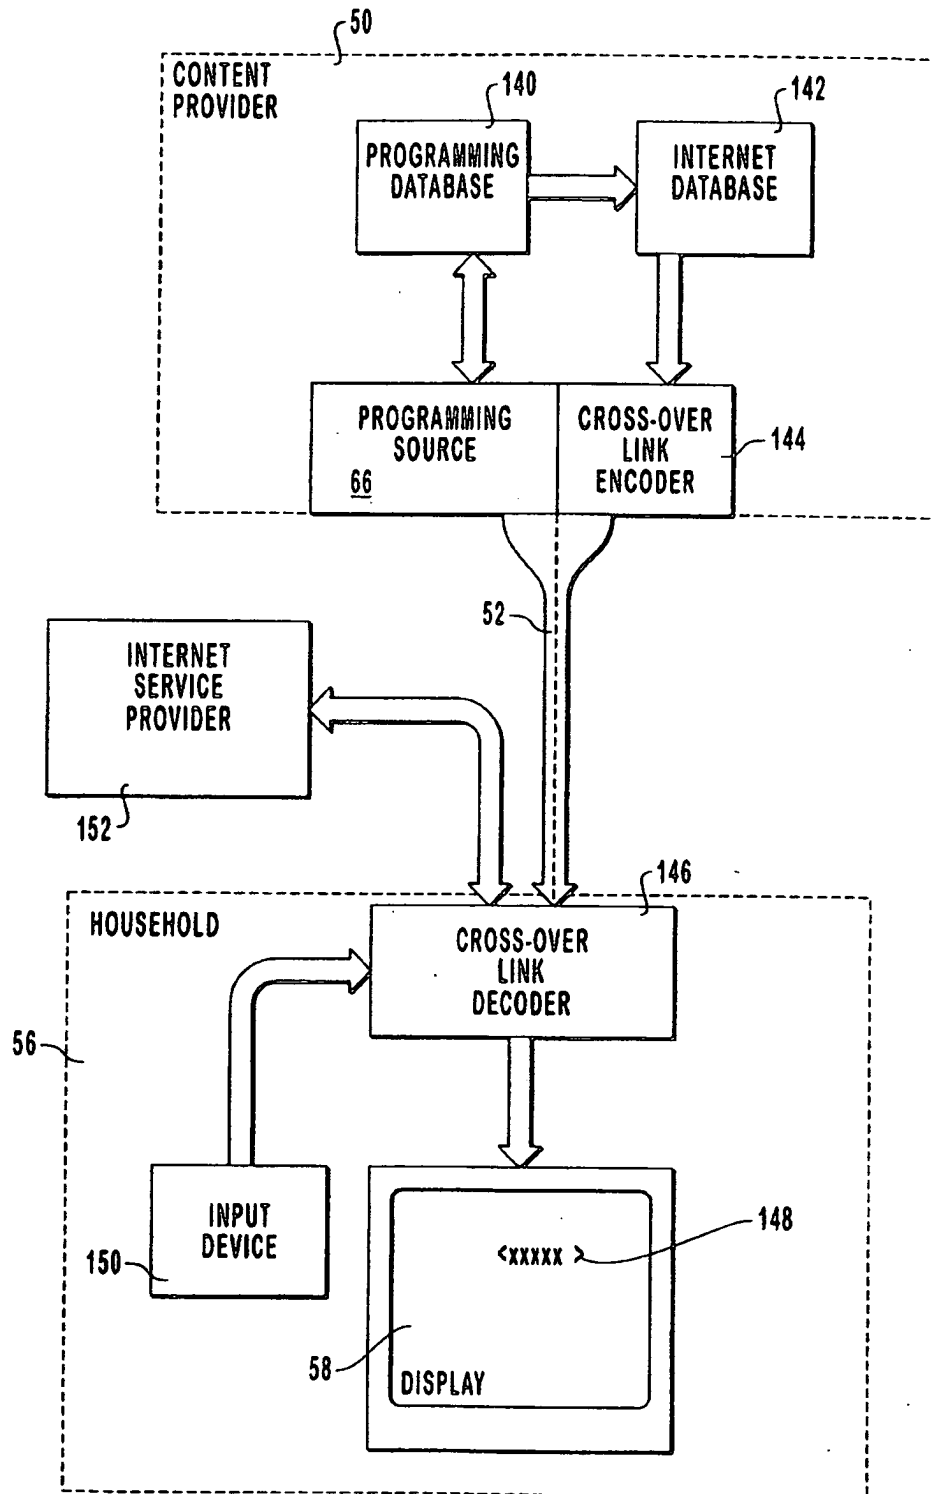 50
CONTENT
PROVIDER
140
142
PROGRAMMING
DATABASE
INTERNET
DATABASE
PROGRAMMING
SOURCE
66
CROSS-OVER
LINK
ENCODER
144
52
INTERNET
SERVICE
PROVIDER
152
146
HOUSEHOLD
CROSS-OVER
LINK
DECODER
56
INPUT
DEVICE
150
<xxxxx >
148
58
DISPLAY